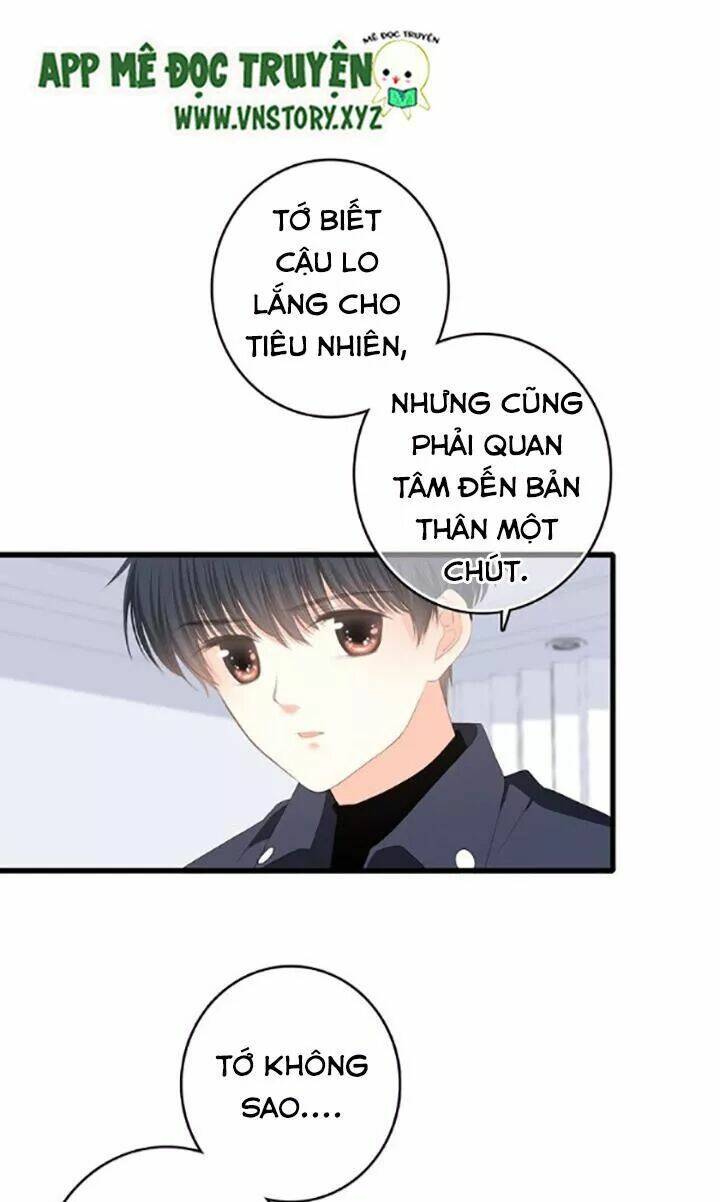 MÊ ĐỌC TRUYỆN
APP MÊ ĐỌC TRUYỆN
WWW.VNSTORY.XYZ
TỚ BIẾT
CẬU LO
LẮNG CHO
TIÊU NHIÊN,
NHƯNG CŨNG
PHẢI QUAN
TÂM ĐẾN BẢN
THÂN MỘT
CHÚT.
TỚ KHÔNG
SAO....